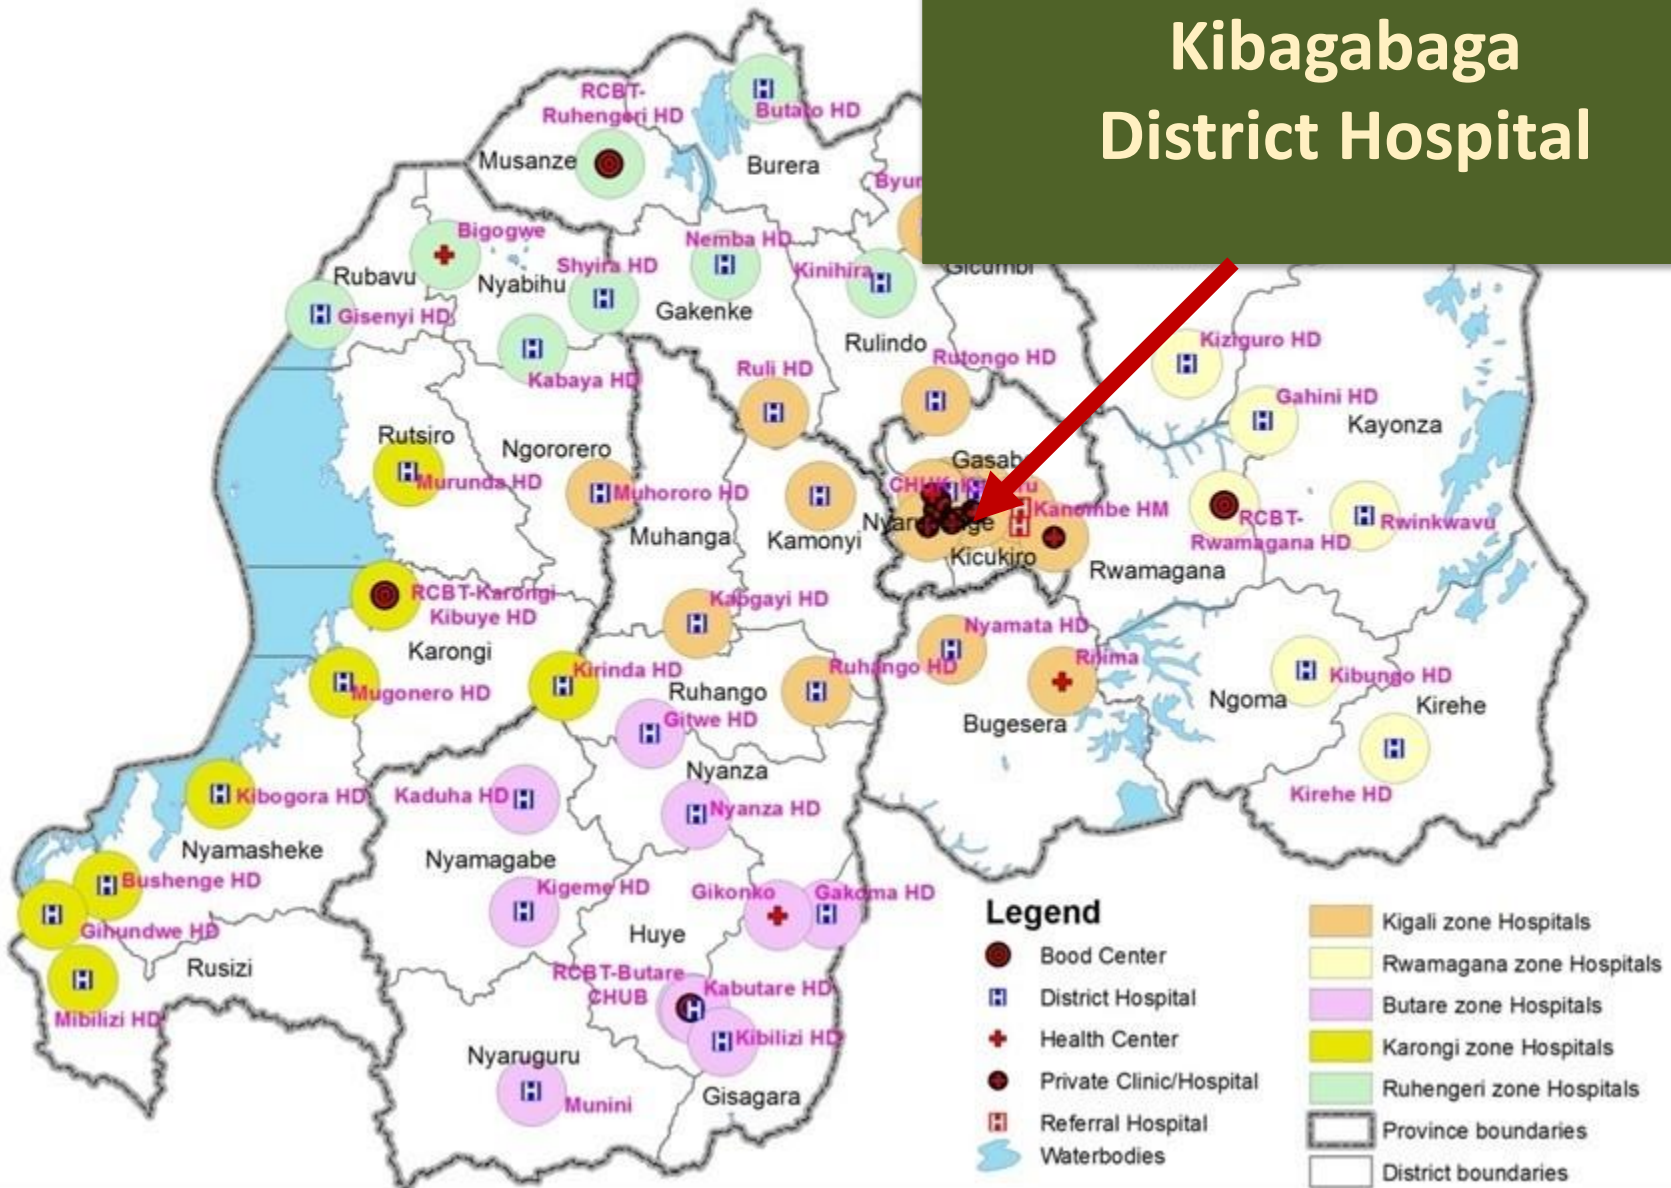 Kibagabaga
District Hospital
RCBT-
Ruhengeri HD
Butaro HD
Musanze
Burera
Bigogwe
Nemba HD
Rubavu
Nyabihu
Shyira HD
Kinihira
Gicumbi
Gisenyi HD
Gakenke
Rulindo
Kiziguro HD
Kabaya HD
Ruli HD
Rutongo HD
Gahini HD
Kayonza
Rutsiro
Ngororero
Murunda HD
Muhororo HD
Muhanga
Kamonyi
CHUK
Kanombe HM
Kicukiro
Rwamagana
RCBT-
Rwamagana HD
Rwinkwavu
RCBT-Karongi
Kibuye HD
Karongi
Kabgayi HD
Nyamata HD
Mugonero HD
Kirinda HD
Ruhango
Ruhango HD
Rilima
Bugesera
Ngoma
Kibungo HD
Kirehe
Gitwe HD
Nyanza
Kibogora HD
Kaduha HD
Nyanza HD
Kirehe HD
Nyamasheke
Nyamagabe
Bushenge HD
Kigeme HD
Gikonko
Gakoma HD
Gihundwe HD
Huye
Rusizi
RCBT-Butare
CHUB
Kabutare HD
Mibilizi HD
Kibilizi HD
Nyaruguru
Munini
Gisagara
Legend
Bood Center
District Hospital
Health Center
Private Clinic/Hospital
Referral Hospital
Waterbodies
Kigali zone Hospitals
Rwamagana zone Hospitals
Butare zone Hospitals
Karongi zone Hospitals
Ruhengeri zone Hospitals
Province boundaries
District boundaries